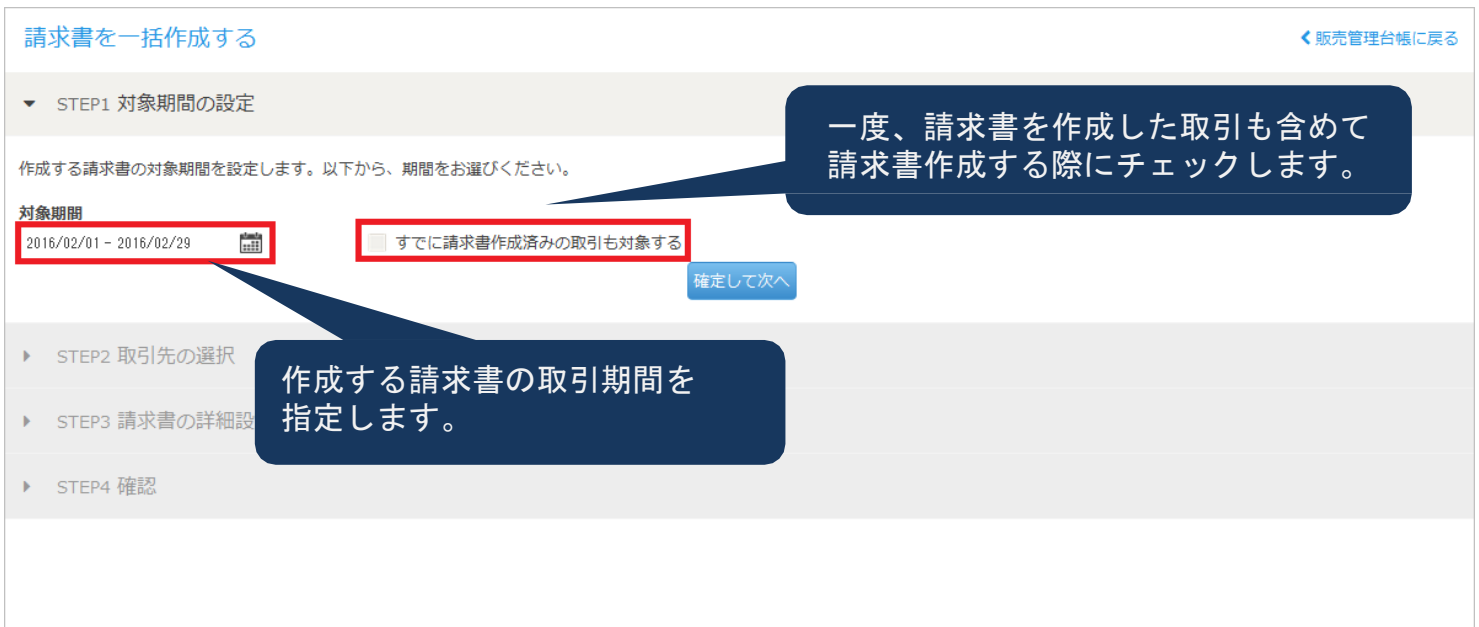 請求書を一括作成する
販売管理台帳に戻る
STEP1 対象期間の設定
一度、請求書を作成した取引も含めて
請求書作成する際にチェックします。
作成する請求書の対象期間を設定します。以下から、期間をお選びください。
対象期間
2016/02/01 - 2016/02/29
すでに請求書作成済みの取引も対象する
確定して次へ
STEP2 取引先の選択
作成する請求書の取引期間を
指定します。
STEP3 請求書の詳細設
STEP4 確認